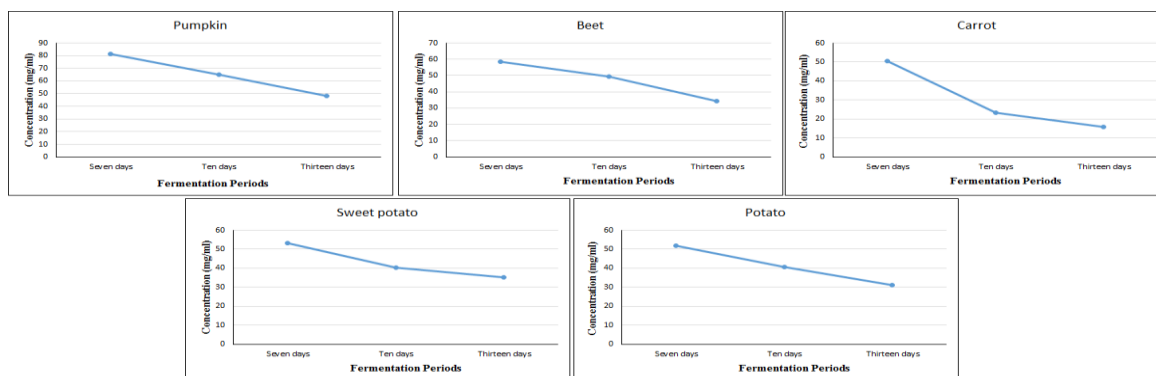 Pumpkin
Concentration (mg/ml)
90
80
70
60
50
40
30
20
10
0
Seven days Ten days Thirteen days
Fermentation Periods
Beet
Concentration (mg/ml)
70
60
50
40
30
20
10
0
Seven days Ten days Thirteen days
Fermentation Periods
Carrot
Concentration (mg/ml)
60
50
40
30
20
10
0
Seven days Ten days Thirteen days
Fermentation Periods
Sweet potato
Concentration (mg/ml)
60
50
40
30
20
10
0
Seven days Ten days Thirteen days
Fermentation Periods
Potato
Concentration (mg/ml)
60
50
40
30
20
10
0
Seven days Ten days Thirteen days
Fermentation Periods